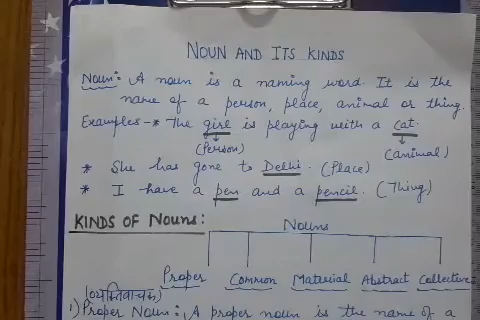 NOUN AND ITS KINDS
Noun: A noun is a naming word. It is the
name of a person, place, animal or thing.
Examples-* The girl is playing with a cat.
(Person) (animal)
* She has gone to Delhi. (Place)
* I have a pen and a pencil. (Thing)
KINDS OF NOUNS:
Nouns
Proper Common Material Abstract Collective
(व्यक्तिवाचक)
1) Proper Noun: A proper noun is the name of a